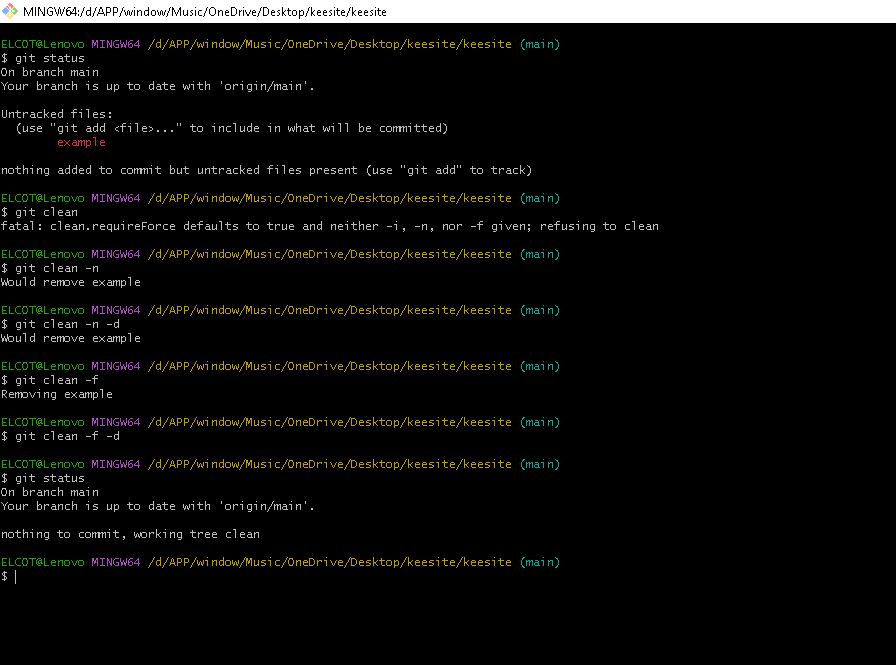 MINGW64:/d/APP/window/Music/OneDrive/Desktop/keesite/keesite
ELCOT@Lenovo MINGW64 /d/APP/window/Music/OneDrive/Desktop/keesite/keesite (main)
$ git status
On branch main
Your branch is up to date with 'origin/main'.
Untracked files:
  (use "git add <file>..." to include in what will be committed)
        example
nothing added to commit but untracked files present (use "git add" to track)
ELCOT@Lenovo MINGW64 /d/APP/window/Music/OneDrive/Desktop/keesite/keesite (main)
$ git clean
fatal: clean.requireForce defaults to true and neither -i, -n, nor -f given; refusing to clean
ELCOT@Lenovo MINGW64 /d/APP/window/Music/OneDrive/Desktop/keesite/keesite (main)
$ git clean -n
Would remove example
ELCOT@Lenovo MINGW64 /d/APP/window/Music/OneDrive/Desktop/keesite/keesite (main)
$ git clean -n -d
Would remove example
ELCOT@Lenovo MINGW64 /d/APP/window/Music/OneDrive/Desktop/keesite/keesite (main)
$ git clean -f
Removing example
ELCOT@Lenovo MINGW64 /d/APP/window/Music/OneDrive/Desktop/keesite/keesite (main)
$ git clean -f -d
ELCOT@Lenovo MINGW64 /d/APP/window/Music/OneDrive/Desktop/keesite/keesite (main)
$ git status
On branch main
Your branch is up to date with 'origin/main'.
nothing to commit, working tree clean
ELCOT@Lenovo MINGW64 /d/APP/window/Music/OneDrive/Desktop/keesite/keesite (main)
$